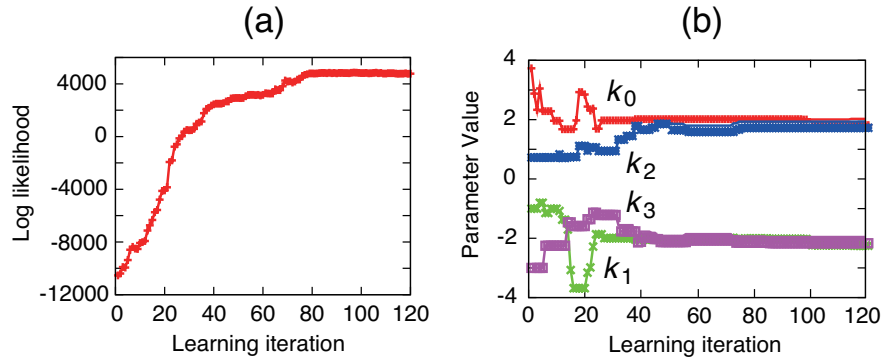 (a)
Log likelihood
4000
0
-4000
-8000
-12000
0 20 40 60 80 100 120
Learning iteration
(b)
Parameter Value
4
2
0
-2
-4
k0
k2
k3
k1
0 20 40 60 80 100 120
Learning iteration